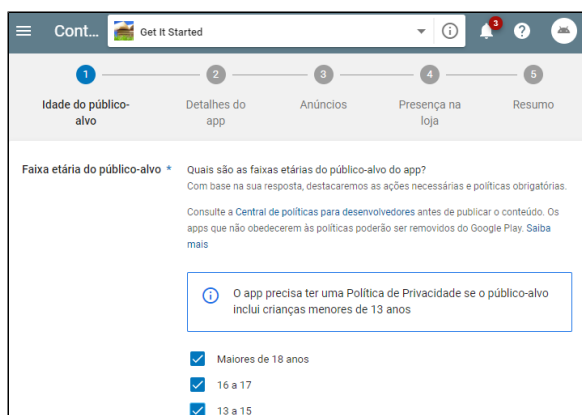 Cont... Get It Started 3
1 2 3 4 5
Idade do público-alvo Detalhes do app Anúncios Presença na loja Resumo
Faixa etária do público-alvo * Quais são as faixas etárias do público-alvo do app?
Com base na sua resposta, destacaremos as ações necessárias e políticas obrigatórias.
Consulte a Central de políticas para desenvolvedores antes de publicar o conteúdo. Os
apps que não obedecerem às políticas poderão ser removidos do Google Play. Saiba
mais
O app precisa ter uma Política de Privacidade se o público-alvo
inclui crianças menores de 13 anos
Maiores de 18 anos
16 a 17
13 a 15